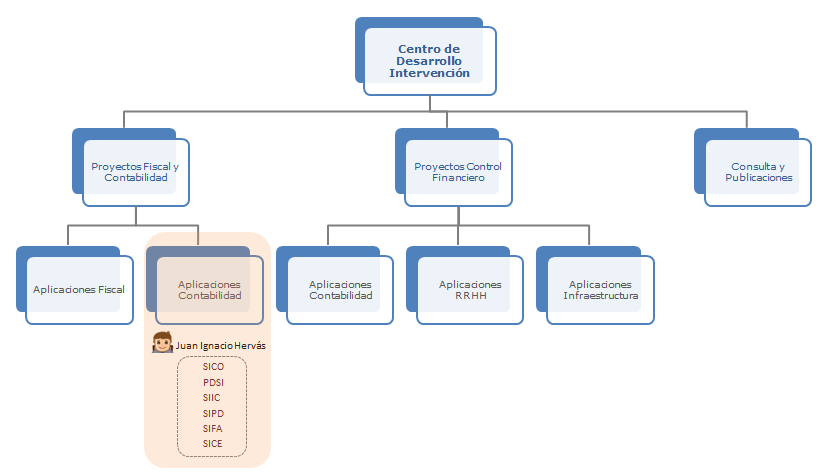 Centro de
Desarrollo
Intervención
Proyectos Fiscal y
Contabilidad
Proyectos Control
Financiero
Consulta y
Publicaciones
Aplicaciones Fiscal
Aplicaciones
Contabilidad
Aplicaciones
Contabilidad
Aplicaciones
RRHH
Aplicaciones
Infraestructura
Juan Ignacio Hervás
SICO
PDSI
SIIC
SIPD
SIFA
SICE